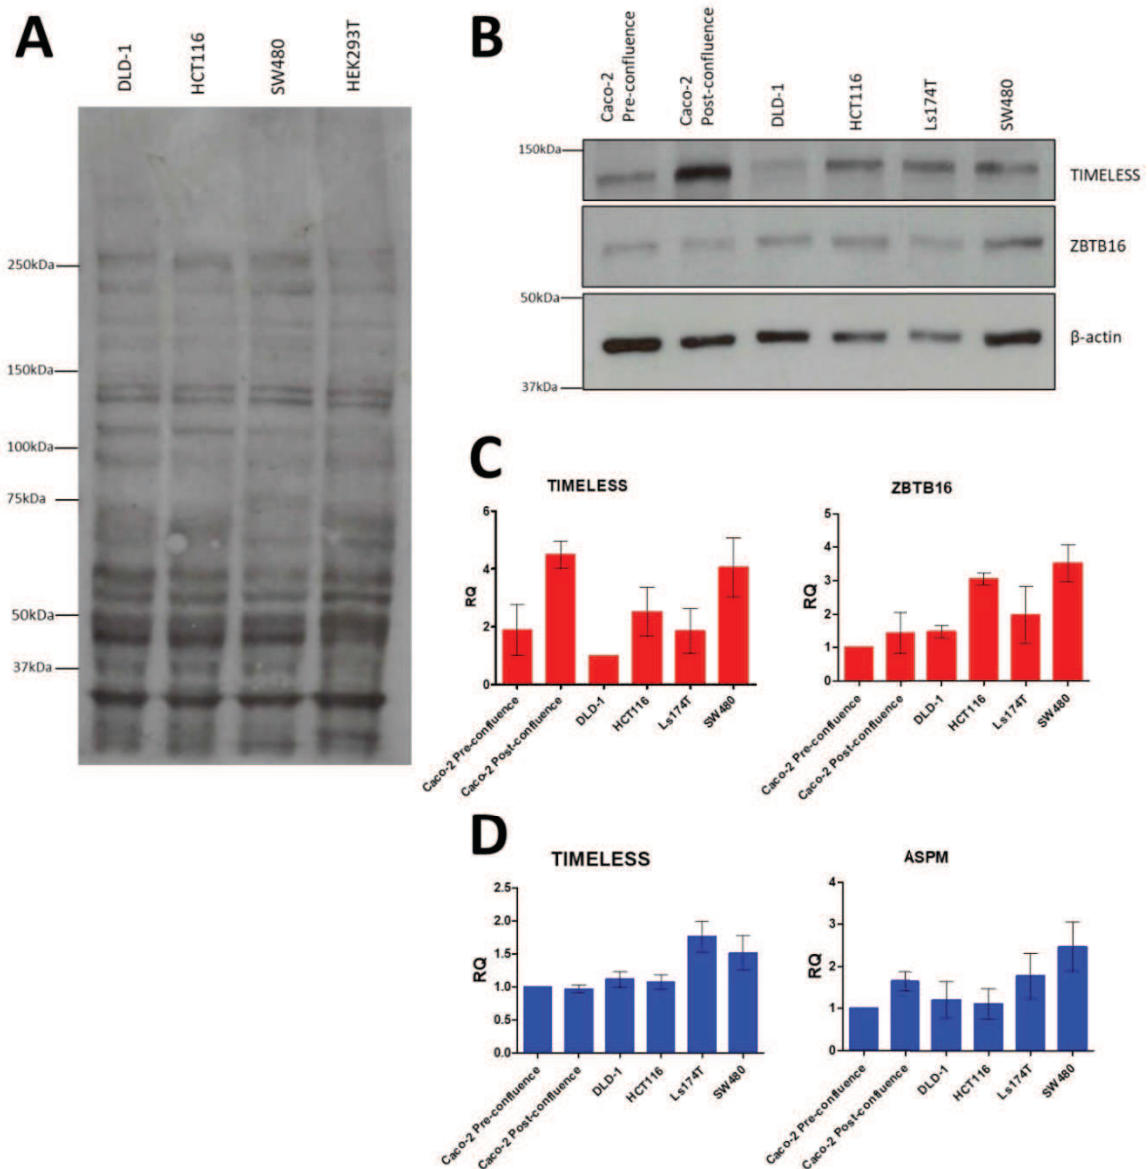 A
DLD-1
HCT116
SW480
HEK293T
250kDa
150kDa
100kDa
75kDa
50kDa
37kDa
B
Caco-2
Pre-confluence
Caco-2
Post-confluence
DLD-1
HCT116
Ls174T
SW480
150kDa
TIMELESS
ZBTB16
50kDa
β-actin
37kDa
C
TIMELESS
RQ
6
4
2
0
Caco-2 Pre-confluence
Caco-2 Post-confluence
DLD-1
HCT116
Ls174T
SW480
ZBTB16
RQ
5
4
3
2
1
0
Caco-2 Pre-confluence
Caco-2 Post-confluence
DLD-1
HCT116
Ls174T
SW480
D
TIMELESS
RQ
2.5
2.0
1.5
1.0
0.5
0.0
Caco-2 Pre-confluence
Caco-2 Post-confluence
DLD-1
HCT116
Ls174T
SW480
ASPM
RQ
4
3
2
1
0
Caco-2 Pre-confluence
Caco-2 Post-confluence
DLD-1
HCT116
Ls174T
SW480